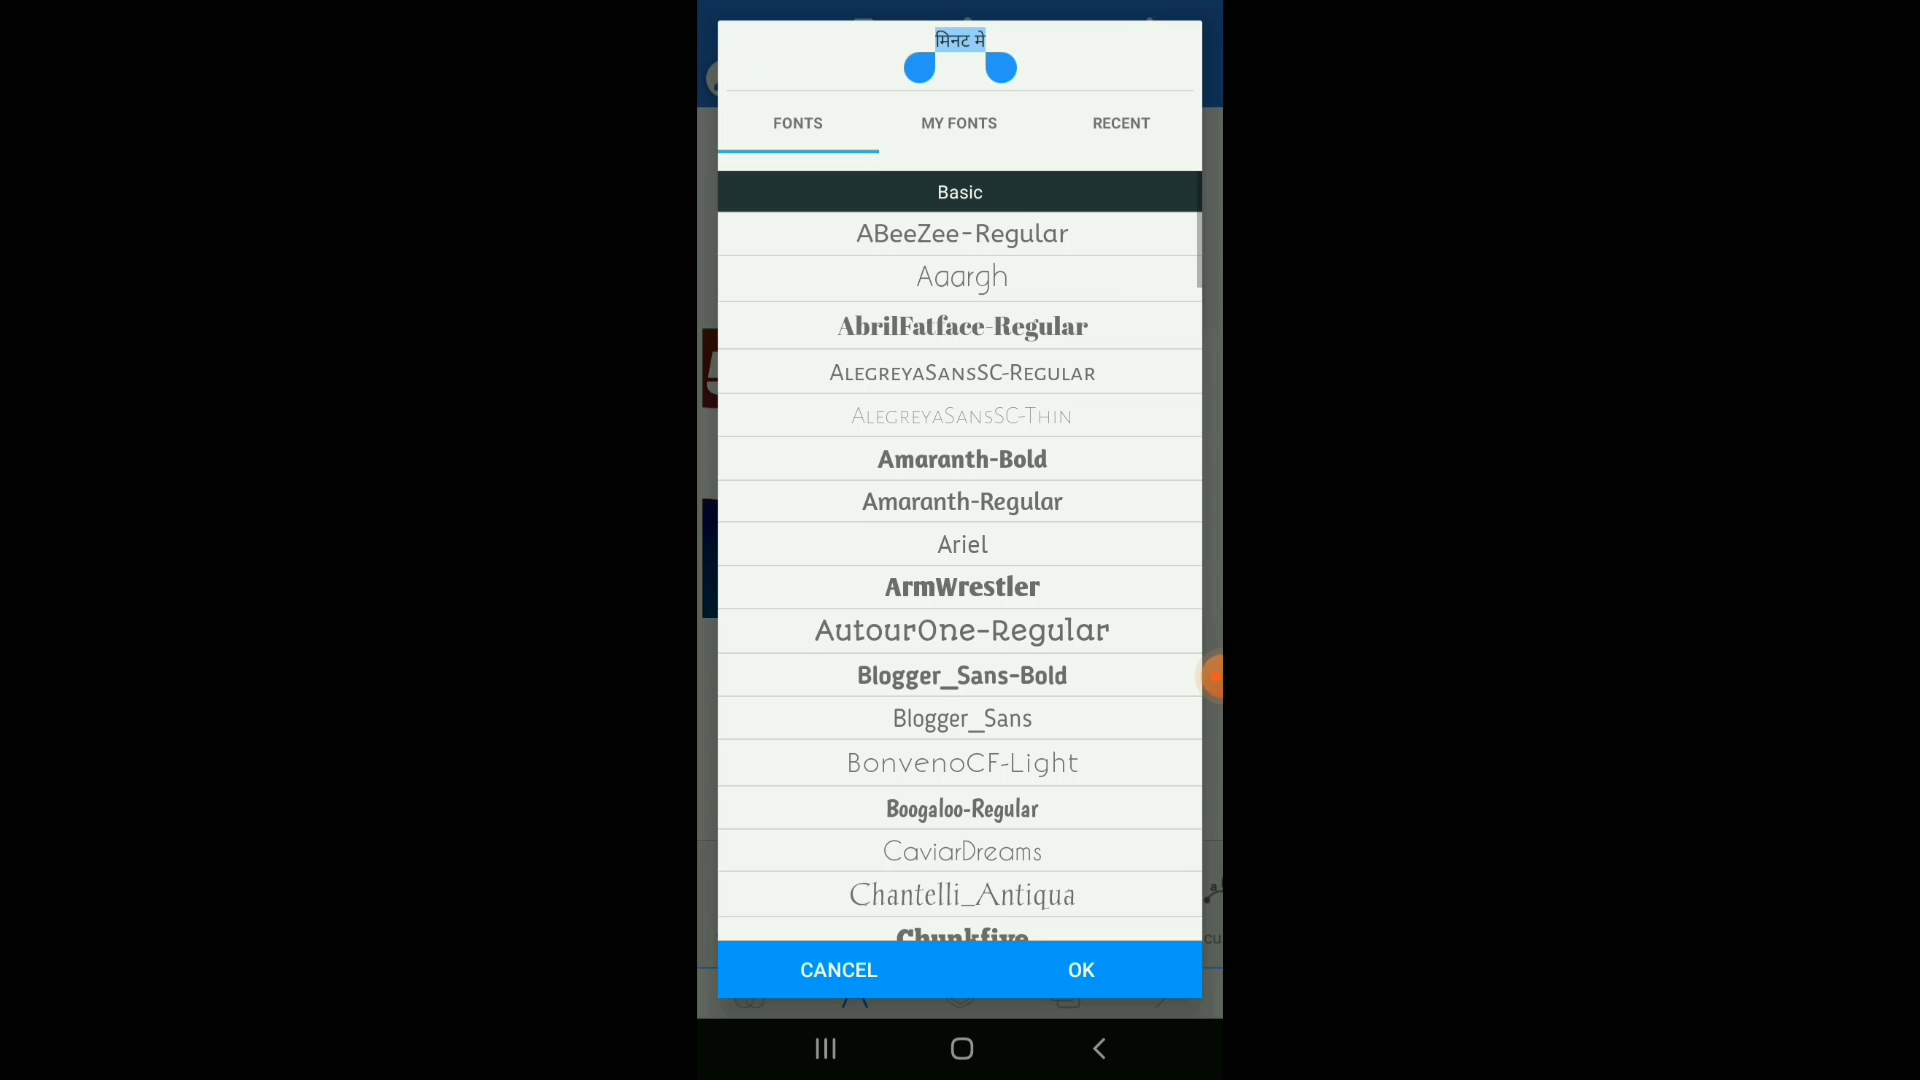 मिनट मे
FONTS
MY FONTS
RECENT
Basic
ABeeZee-Regular
Aaargh
AbrilFatface-Regular
AlegreyaSansSC-Regular
AlegreyaSansSC-Thin
Amaranth-Bold
Amaranth-Regular
Ariel
ArmWrestler
AutourOne-Regular
Blogger_Sans-Bold
Blogger_Sans
BonvenoCF-Light
Boogaloo-Regular
CaviarDreams
Chantelli_Antiqua
Chunkfive
CANCEL
OK